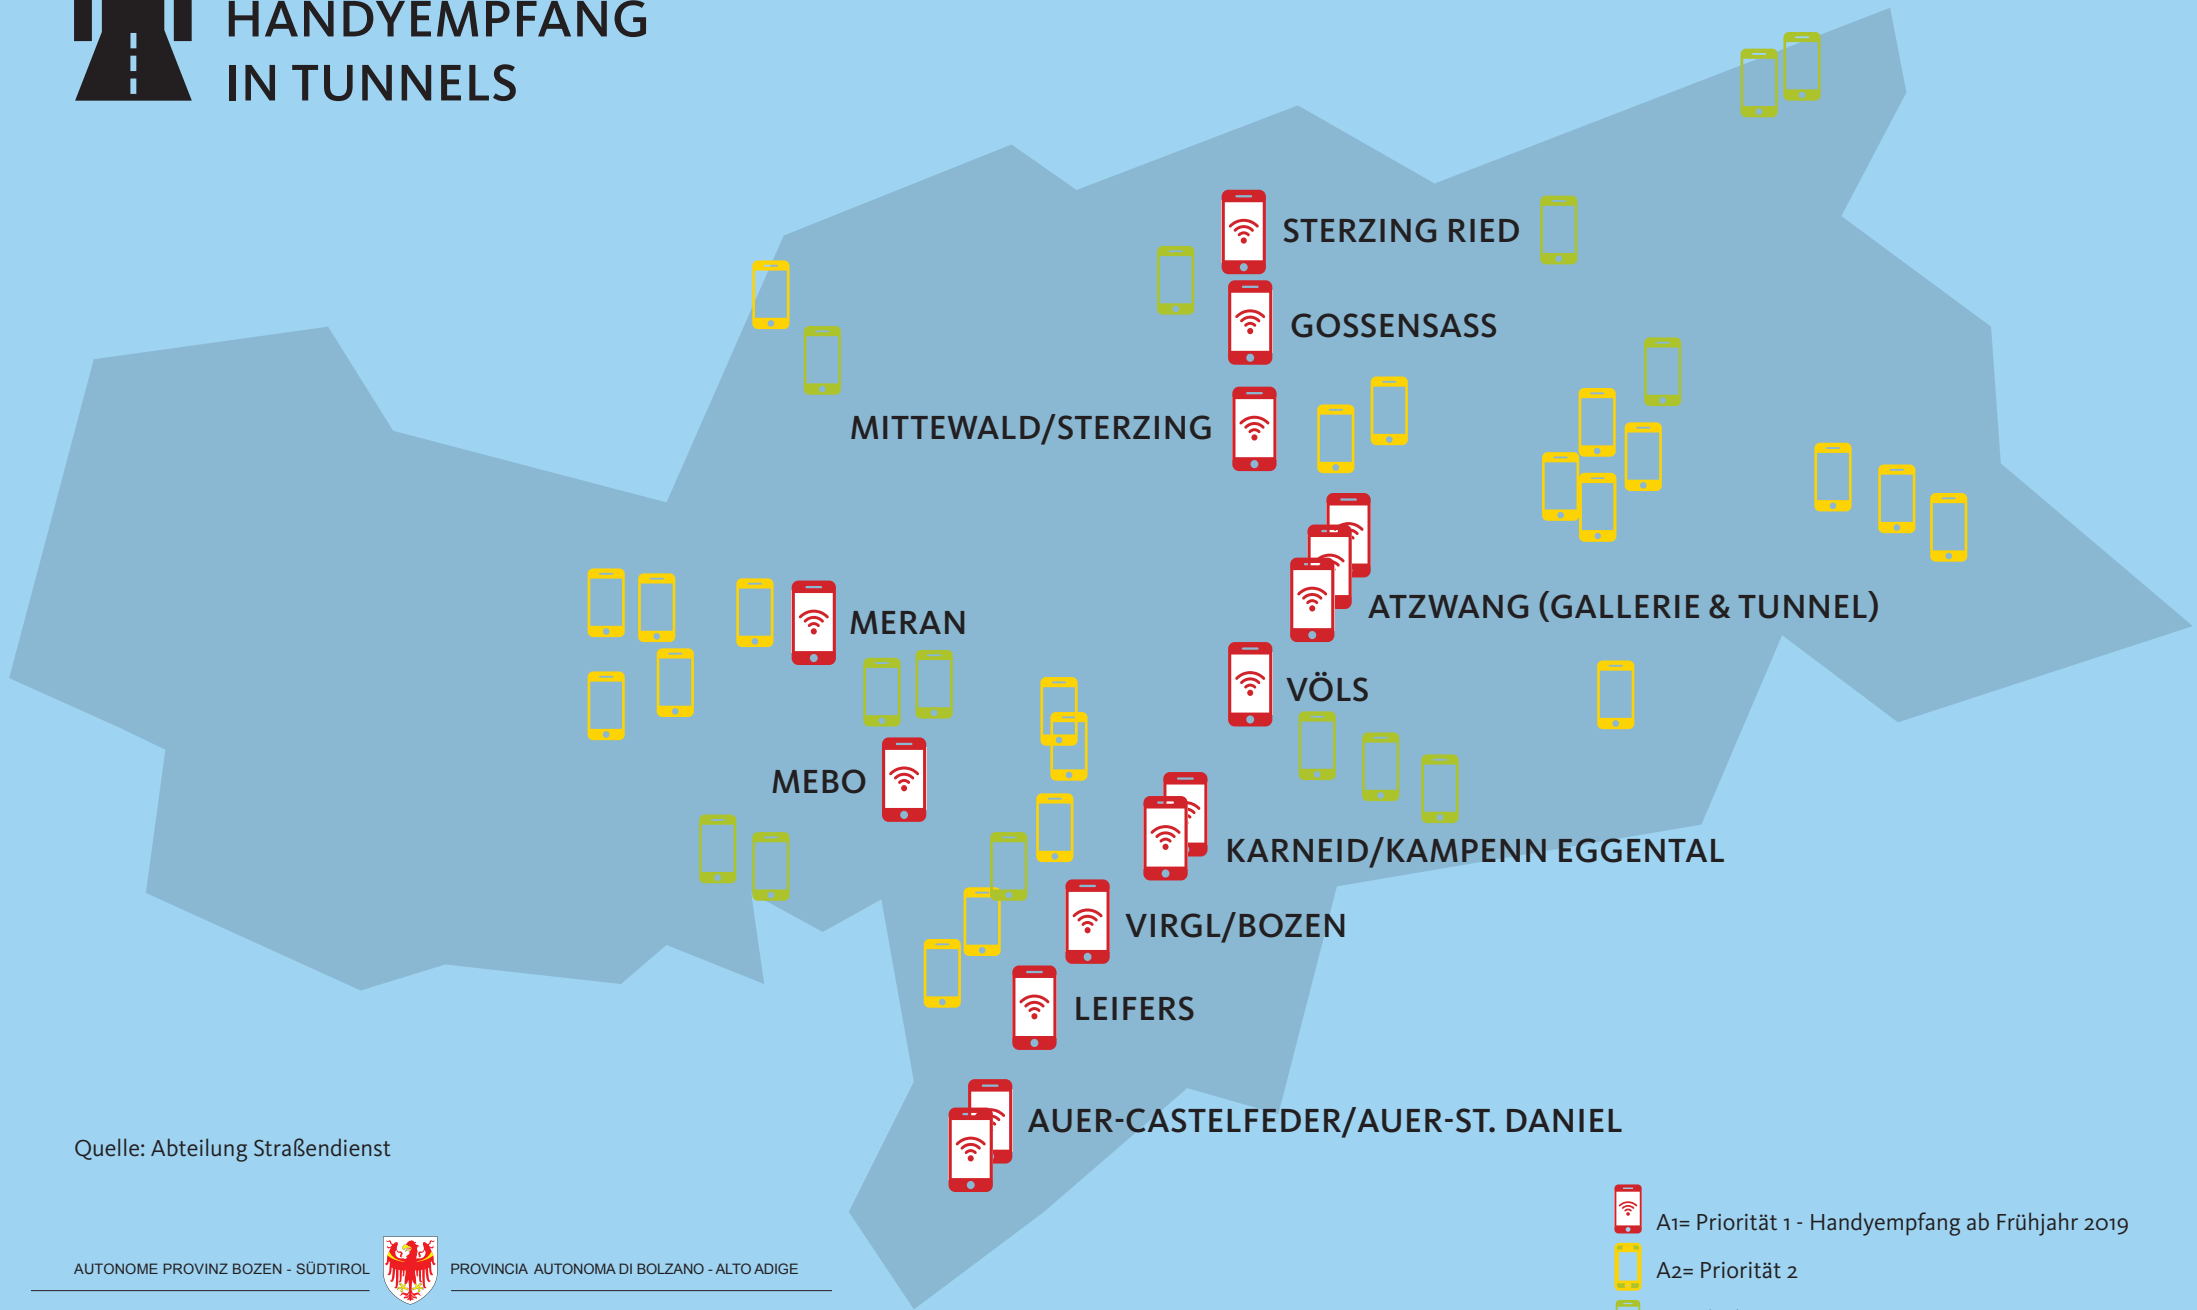 HANDYEMPFANG
IN TUNNELS
STERZING RIED
GOSSENSASS
MITTEWALD/STERZING
ATZWANG (GALLERIE & TUNNEL)
MERAN
VÖLS
MEBO
KARNEID/KAMPENN EGGENTAL
VIRGL/BOZEN
LEIFERS
AUER-CASTELFEDER/AUER-ST. DANIEL
Quelle: Abteilung Straßendienst
A1= Priorität 1 - Handyempfang ab Frühjahr 2019
A2= Priorität 2
AUTONOME PROVINZ BOZEN - SÜDTIROL
PROVINCIA AUTONOMA DI BOLZANO - ALTO ADIGE